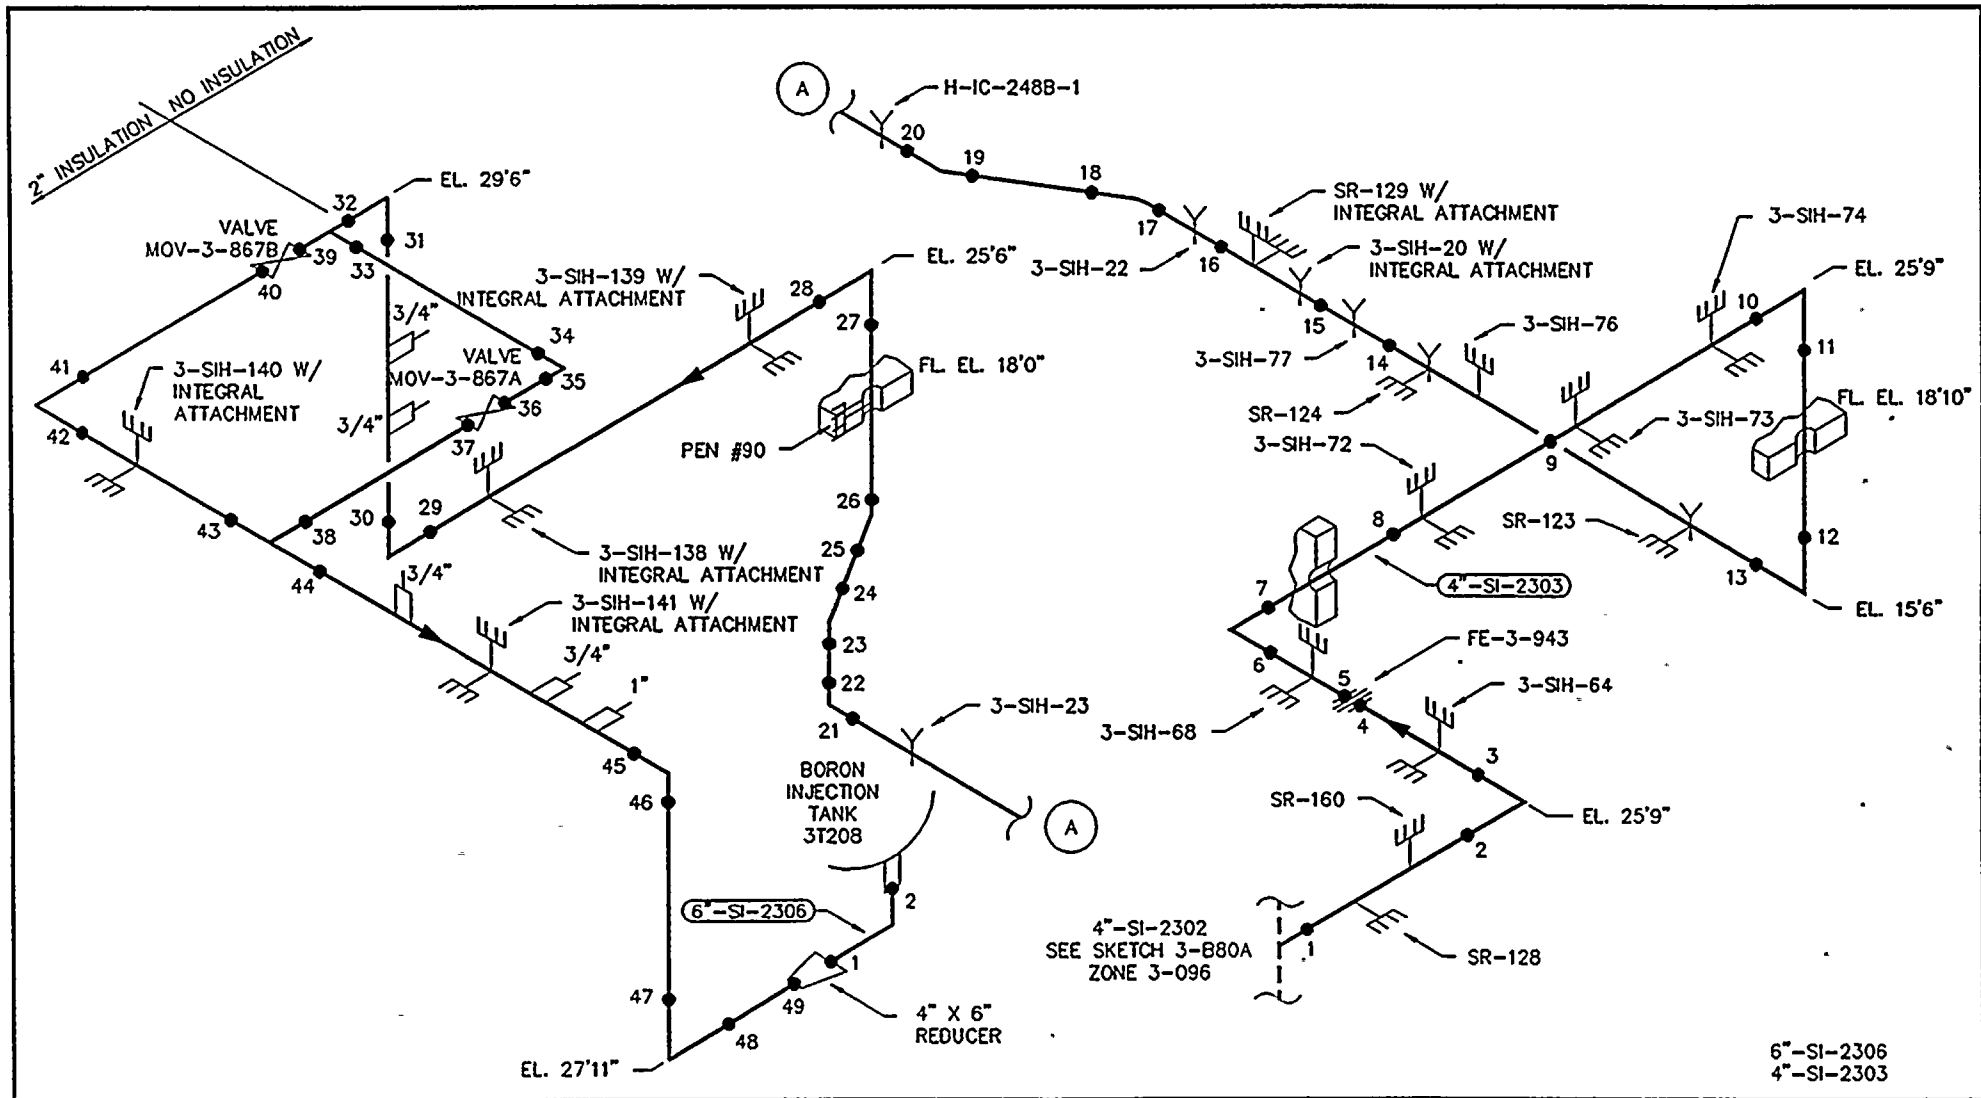 NO INSULATION
2" INSULATION
A
H-IC-248B-1
20
19
18
17
16
15
14
SR-129 W/
INTEGRAL ATTACHMENT
3-SIH-20 W/
INTEGRAL ATTACHMENT
3-SIH-22
3-SIH-77
3-SIH-76
SR-124
3-SIH-74
10
EL. 25'9"
11
FL. EL. 18'10"
12
13
EL. 15'6"
SR-123
3-SIH-73
9
3-SIH-72
8
4"-SI-2303
7
6
5
4
FE-3-943
3-SIH-64
3-SIH-68
3
EL. 25'9"
2
SR-160
1
SR-128
4"-SI-2302
SEE SKETCH 3-B80A
ZONE 3-096
EL. 29'6"
32
31
33
VALVE
MOV-3-867B
39
40
3/4"
3/4"
34
VALVE
MOV-3-867A
35
36
37
38
41
42
3-SIH-140 W/
INTEGRAL
ATTACHMENT
43
44
30
29
3-SIH-139 W/
INTEGRAL ATTACHMENT
28
EL. 25'6"
27
FL. EL. 18'0"
PEN #90
26
25
24
23
22
21
3-SIH-23
A
3-SIH-138 W/
INTEGRAL ATTACHMENT
3/4"
3-SIH-141 W/
INTEGRAL ATTACHMENT
3/4"
1"
45
46
47
EL. 27'11"
48
49
4" X 6"
REDUCER
1
2
6"-SI-2306
BORON
INJECTION
TANK
3T208
6"-SI-2306
4"-SI-2303